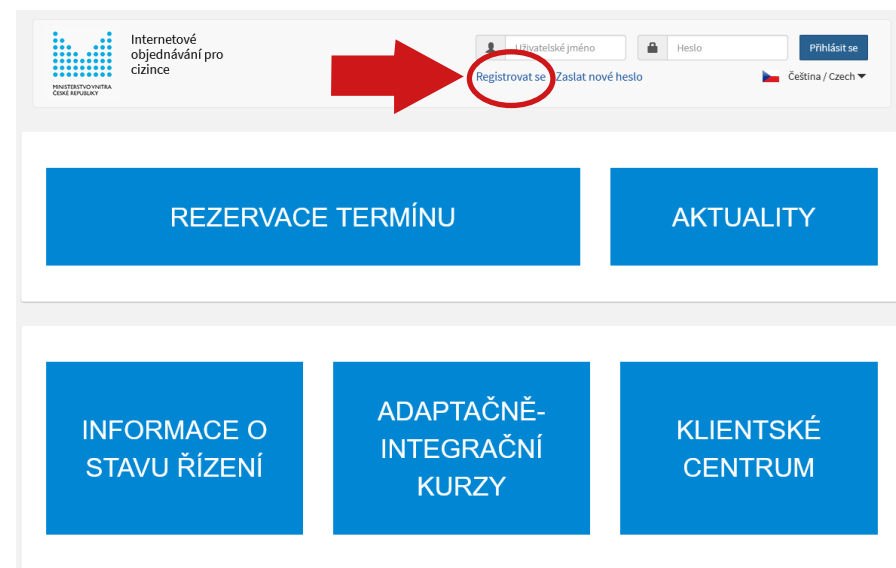 Internetové
objednávání pro
cizince
MINISTERSTVO VNITRA
ČESKÉ REPUBLIKY
Uživatelské jméno
Heslo
Přihlásit se
Registrovat se
Zaslat nové heslo
Čeština / Czech
REZERVACE TERMÍNU
AKTUALITY
INFORMACE O
STAVU ŘÍZENÍ
ADAPTAČNĚ-
INTEGRAČNÍ
KURZY
KLIENTSKÉ
CENTRUM